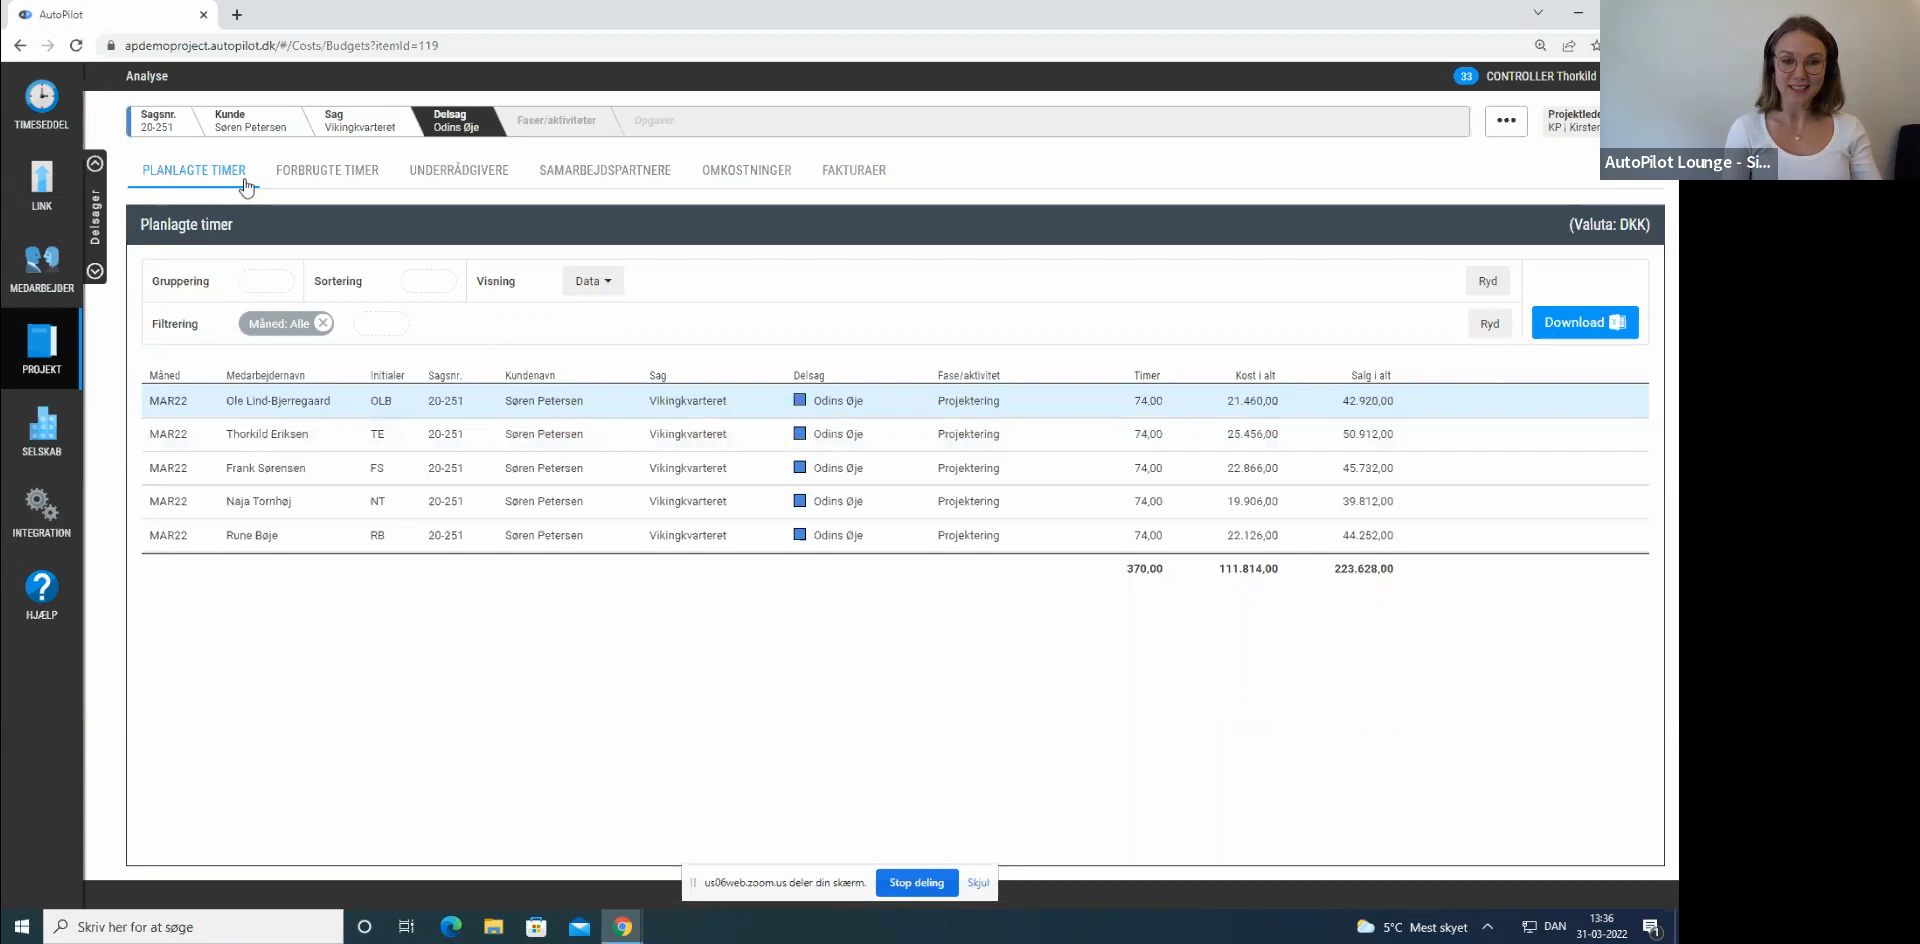 AutoPilot
apdemoproject.autopilot.dk/#/Costs/Budgets?itemId=119
Analyse
33 CONTROLLER Thorkild
TIMESEDDEL
LINK
MEDARBEJDER
PROJEKT
SELSKAB
INTEGRATION
HJÆLP
Delsager
Sagsnr. Kunde Sag Delsag Faser/aktiviteter Opgaver
20-251 Søren Petersen Vikingkvarteret Odins Øje
Projektlede
KP | Kirster
AutoPilot Lounge - Si...
PLANLAGTE TIMER FORBRUGTE TIMER UNDERRÅDGIVERE SAMARBEJDSPARTNERE OMKOSTNINGER FAKTURAER
Planlagte timer (Valuta: DKK)
Gruppering Sortering Visning Data Ryd
Filtrering Måned: Alle Ryd Download
Måned Medarbejdernavn Initialer Sagsnr. Kundenavn Sag Delsag Fase/aktivitet Timer Kost i alt Salg i alt
MAR22 Ole Lind-Bjerregaard OLB 20-251 Søren Petersen Vikingkvarteret Odins Øje Projektering 74,00 21.460,00 42.920,00
MAR22 Thorkild Eriksen TE 20-251 Søren Petersen Vikingkvarteret Odins Øje Projektering 74,00 25.456,00 50.912,00
MAR22 Frank Sørensen FS 20-251 Søren Petersen Vikingkvarteret Odins Øje Projektering 74,00 22.866,00 45.732,00
MAR22 Naja Tornhøj NT 20-251 Søren Petersen Vikingkvarteret Odins Øje Projektering 74,00 19.906,00 39.812,00
MAR22 Rune Bøje RB 20-251 Søren Petersen Vikingkvarteret Odins Øje Projektering 74,00 22.126,00 44.252,00
370,00 111.814,00 223.628,00
us06web.zoom.us deler din skærm. Stop deling Skjul
Skriv her for at søge
5°C Mest skyet DAN
13:36
31-03-2022
1